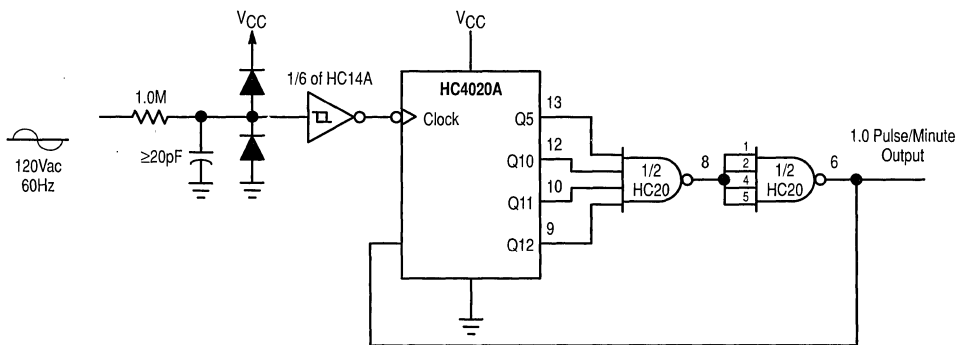 VCC
VCC
1/6 of HC14A
HC4020A
1.0M
Clock
Q5
13
120Vac
60Hz
≥20pF
Q10
12
Q11
10
Q12
9
1/2
HC20
8
1
2
4
5
1/2
HC20
6
1.0 Pulse/Minute
Output